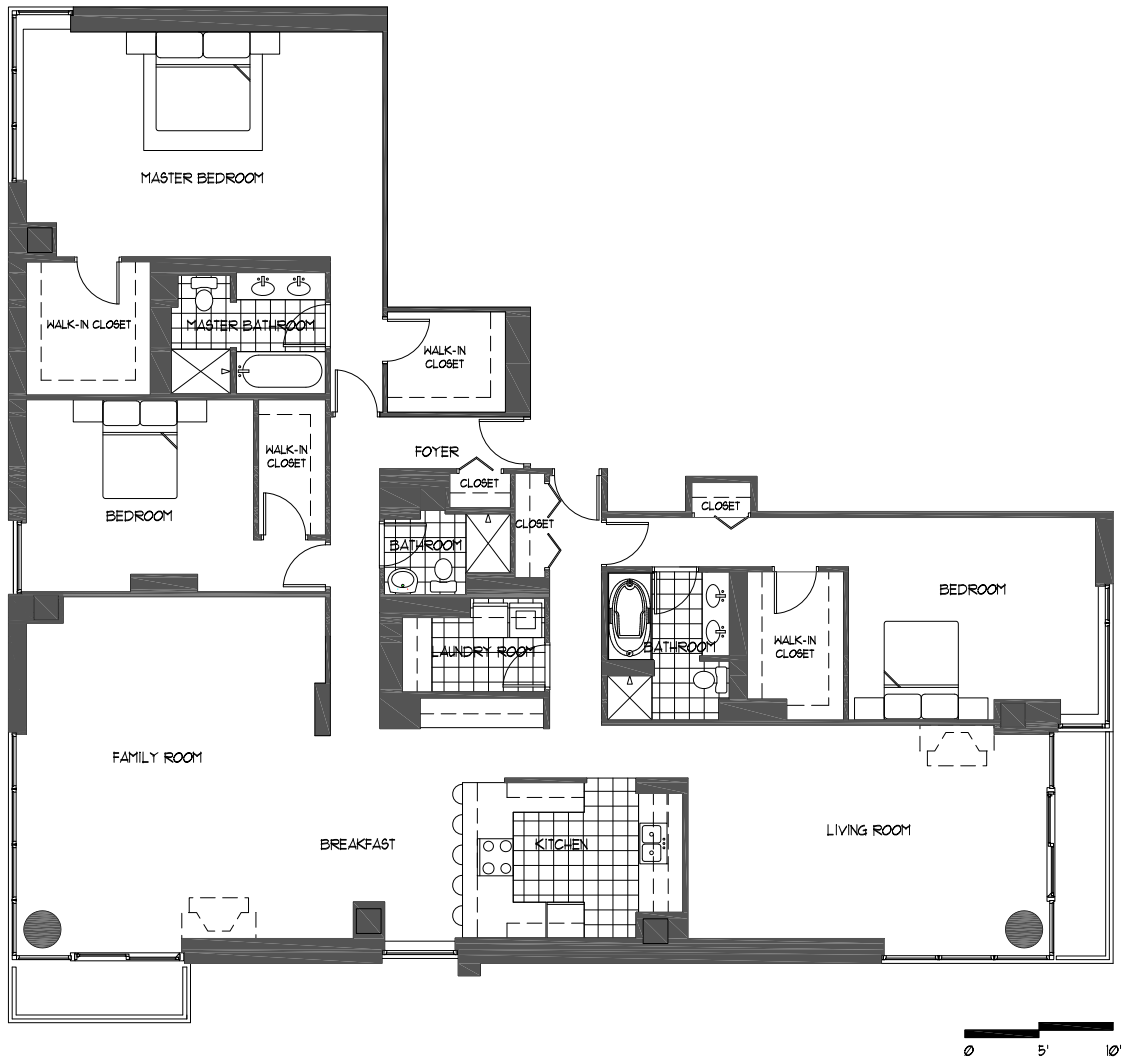 MASTER BEDROOM
WALK-IN CLOSET
MASTER BATHROOM
WALK-IN
CLOSET
WALK-IN
CLOSET
FOYER
CLOSET
CLOSET
CLOSET
BEDROOM
BATHROOM
BEDROOM
LAUNDRY ROOM
BATHROOM
WALK-IN
CLOSET
FAMILY ROOM
BREAKFAST
KITCHEN
LIVING ROOM
0 5' 10'